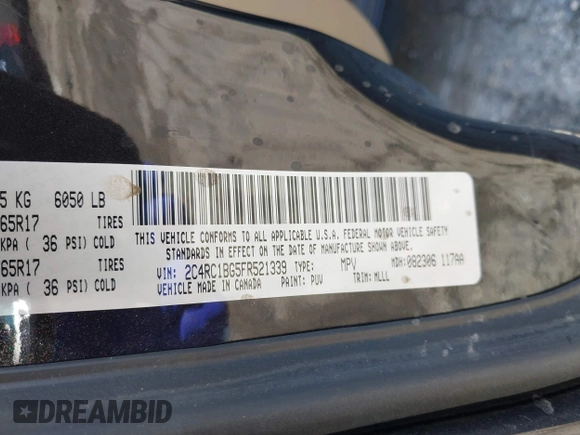 5 KG 6050 LB
65R17 TIRES
KPA ( 36 PSI) COLD
65R17 TIRES
KPA ( 36 PSI) COLD
THIS VEHICLE CONFORMS TO ALL APPLICABLE U.S.A. FEDERAL MOTOR VEHICLE SAFETY
STANDARDS IN EFFECT ON THE DATE OF MANUFACTURE SHOWN ABOVE.
VIN: 2C4RC1BG5FR521339 TYPE: MPV MDH: 082306 117AA
VEHICLE MADE IN CANADA PAINT: PUV TRIM: MLLL
DREAMBID